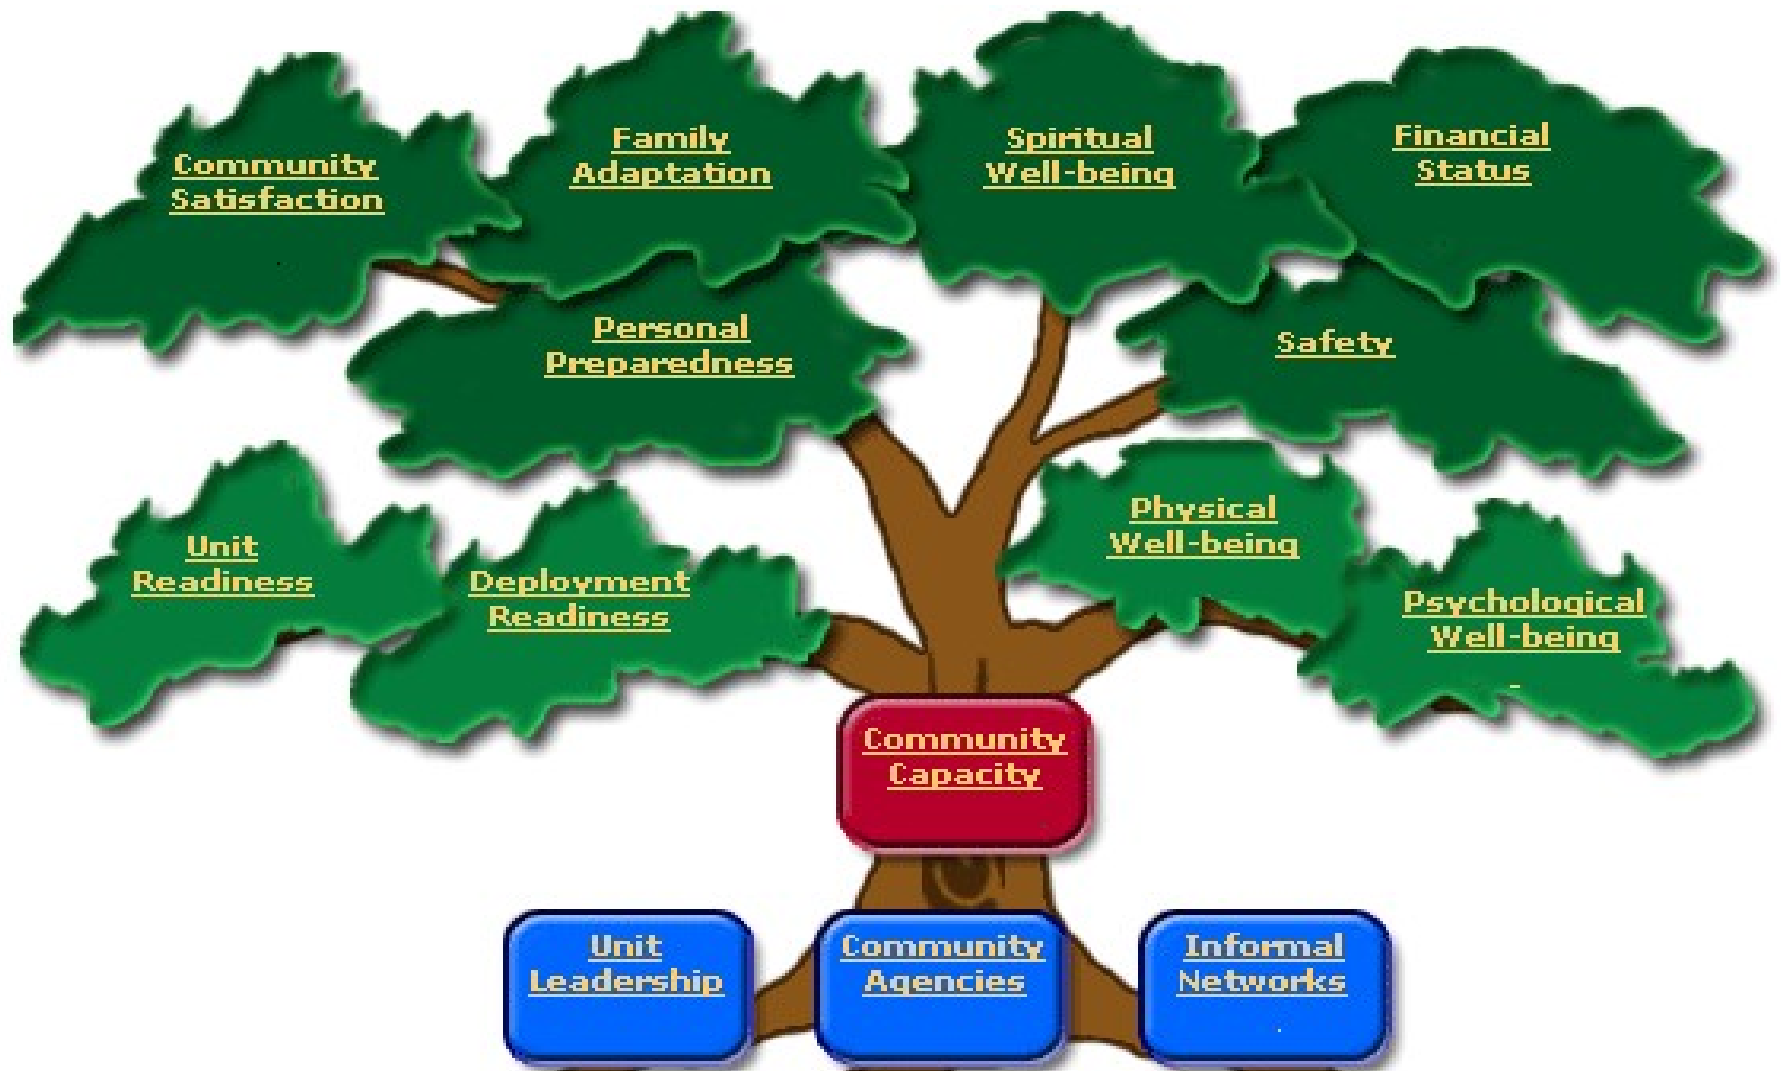 Community
Satisfaction
Family
Adaptation
Spiritual
Well-being
Financial
Status
Personal
Preparedness
Safety
Unit
Readiness
Deployment
Readiness
Physical
Well-being
Psychological
Well-being
Community
Capacity
Unit
Leadership
Community
Agencies
Informal
Networks